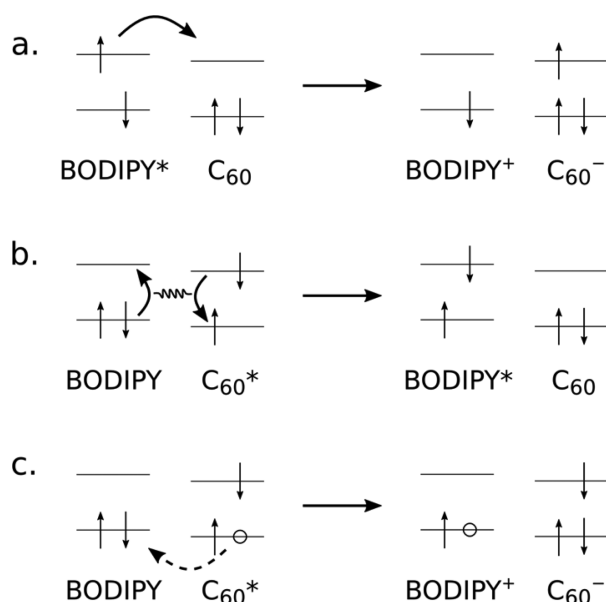 a.
BODIPY* C₆₀ BODIPY⁺ C₆₀⁻
b.
BODIPY C₆₀* BODIPY* C₆₀
c.
BODIPY C₆₀* BODIPY⁺ C₆₀⁻